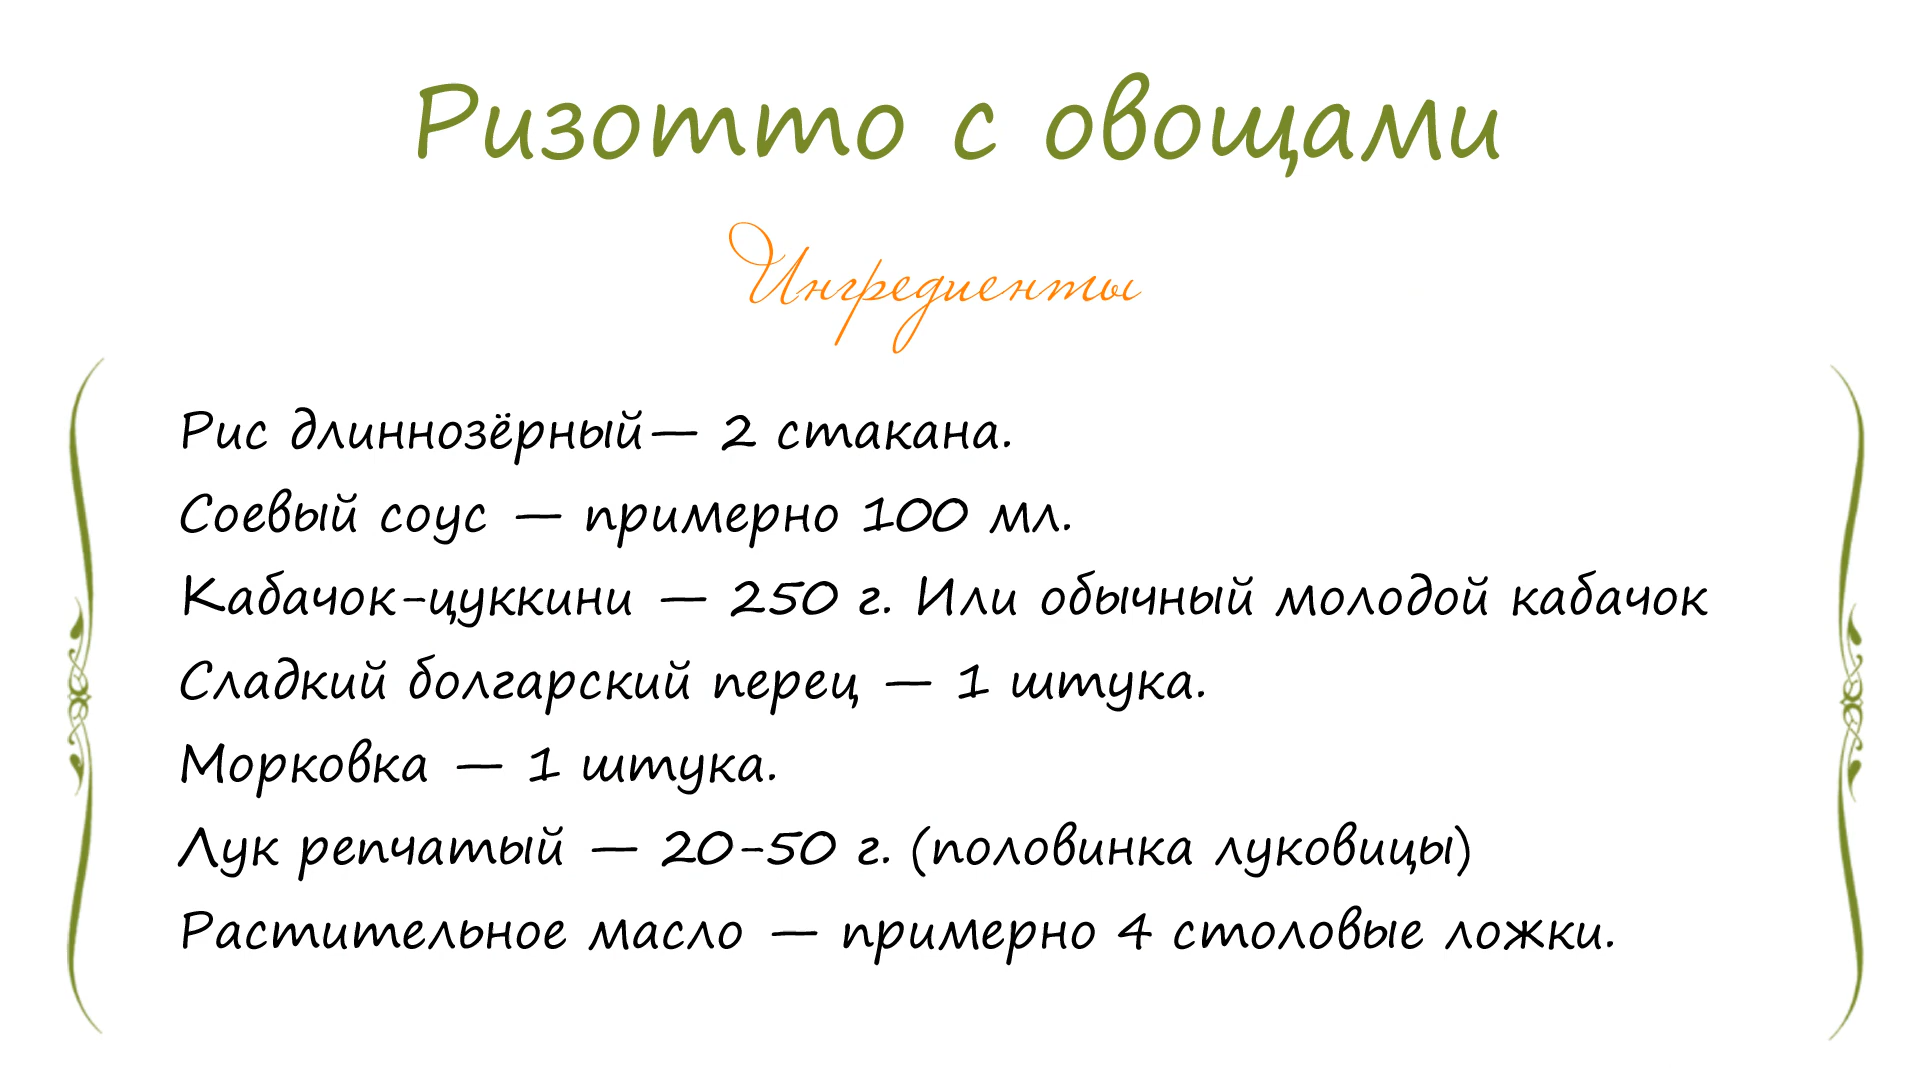 Ризотто с овощами
Ингредиенты
Рис длиннозёрный— 2 стакана.
Соевый соус — примерно 100 мл.
Кабачок-цуккини — 250 г. Или обычный молодой кабачок
Сладкий болгарский перец — 1 штука.
Морковка — 1 штука.
Лук репчатый — 20-50 г. (половинка луковицы)
Растительное масло — примерно 4 столовые ложки.